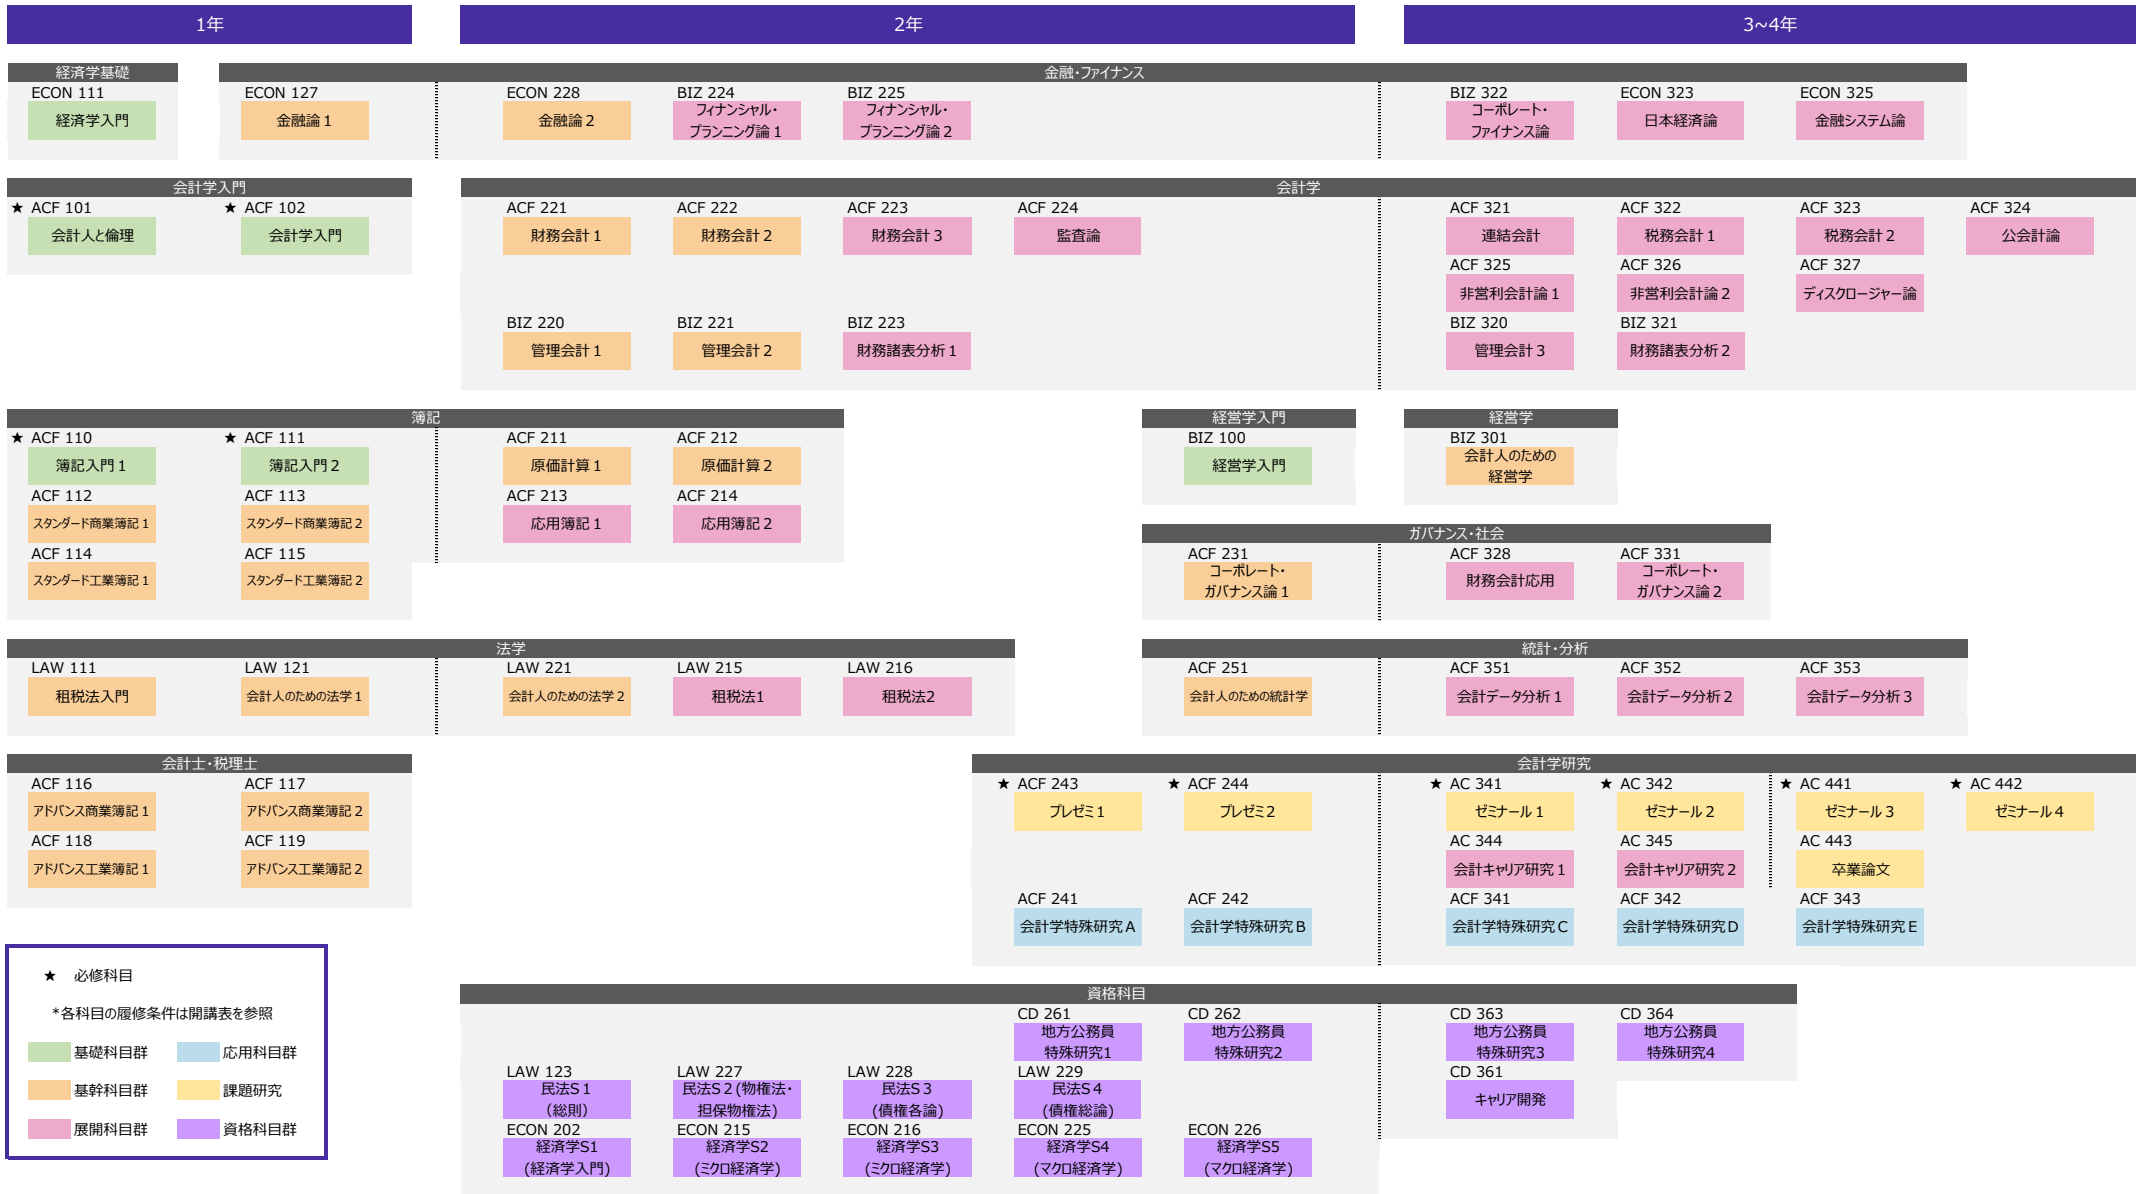 1年
2年
3~4年
経済学基礎
金融・ファイナンス
ECON 111
ECON 127
ECON 228
BIZ 224
BIZ 225
BIZ 322
ECON 323
ECON 325
経済学入門
金融論 1
金融論 2
フィナンシャル・
プランニング論 1
フィナンシャル・
プランニング論 2
コーポレート・
ファイナンス論
日本経済論
金融システム論
会計学入門
会計学
★ ACF 101
★ ACF 102
ACF 221
ACF 222
ACF 223
ACF 224
ACF 321
ACF 322
ACF 323
ACF 324
会計人と倫理
会計学入門
財務会計 1
財務会計 2
財務会計 3
監査論
連結会計
税務会計 1
税務会計 2
公会計論
ACF 325
ACF 326
ACF 327
非営利会計論 1
非営利会計論 2
ディスクロージャー論
BIZ 220
BIZ 221
BIZ 223
BIZ 320
BIZ 321
管理会計 1
管理会計 2
財務諸表分析 1
管理会計 3
財務諸表分析 2
簿記
経営学入門
経営学
★ ACF 110
★ ACF 111
ACF 211
ACF 212
BIZ 100
BIZ 301
簿記入門 1
簿記入門 2
原価計算 1
原価計算 2
経営学入門
会計人のための
経営学
ACF 112
ACF 113
ACF 213
ACF 214
スタンダード商業簿記 1
スタンダード商業簿記 2
応用簿記 1
応用簿記 2
ガバナンス・社会
ACF 114
ACF 115
ACF 231
ACF 328
ACF 331
スタンダード工業簿記 1
スタンダード工業簿記 2
コーポレート・
ガバナンス論 1
財務会計応用
コーポレート・
ガバナンス論 2
法学
統計・分析
LAW 111
LAW 121
LAW 221
LAW 215
LAW 216
ACF 251
ACF 351
ACF 352
ACF 353
租税法入門
会計人のための法学 1
会計人のための法学 2
租税法1
租税法2
会計人のための統計学
会計データ分析 1
会計データ分析 2
会計データ分析 3
会計士・税理士
会計学研究
ACF 116
ACF 117
★ ACF 243
★ ACF 244
★ AC 341
★ AC 342
★ AC 441
★ AC 442
アドバンス商業簿記 1
アドバンス商業簿記 2
プレゼミ 1
プレゼミ 2
ゼミナール 1
ゼミナール 2
ゼミナール 3
ゼミナール 4
ACF 118
ACF 119
AC 344
AC 345
AC 443
アドバンス工業簿記 1
アドバンス工業簿記 2
会計キャリア研究 1
会計キャリア研究 2
卒業論文
ACF 241
ACF 242
ACF 341
ACF 342
ACF 343
会計学特殊研究A
会計学特殊研究B
会計学特殊研究C
会計学特殊研究D
会計学特殊研究E
★ 必修科目
*各科目の履修条件は開講表を参照
基礎科目群
応用科目群
基幹科目群
課題研究
展開科目群
資格科目群
資格科目
CD 261
CD 262
CD 363
CD 364
地方公務員
特殊研究1
地方公務員
特殊研究2
地方公務員
特殊研究3
地方公務員
特殊研究4
LAW 123
LAW 227
LAW 228
LAW 229
CD 361
民法S 1
(総則)
民法S 2 (物権法・
担保物権法)
民法S 3
(債権各論)
民法S 4
(債権総論)
キャリア開発
ECON 202
ECON 215
ECON 216
ECON 225
ECON 226
経済学S1
(経済学入門)
経済学S2
(ミクロ経済学)
経済学S3
(ミクロ経済学)
経済学S4
(マクロ経済学)
経済学S5
(マクロ経済学)